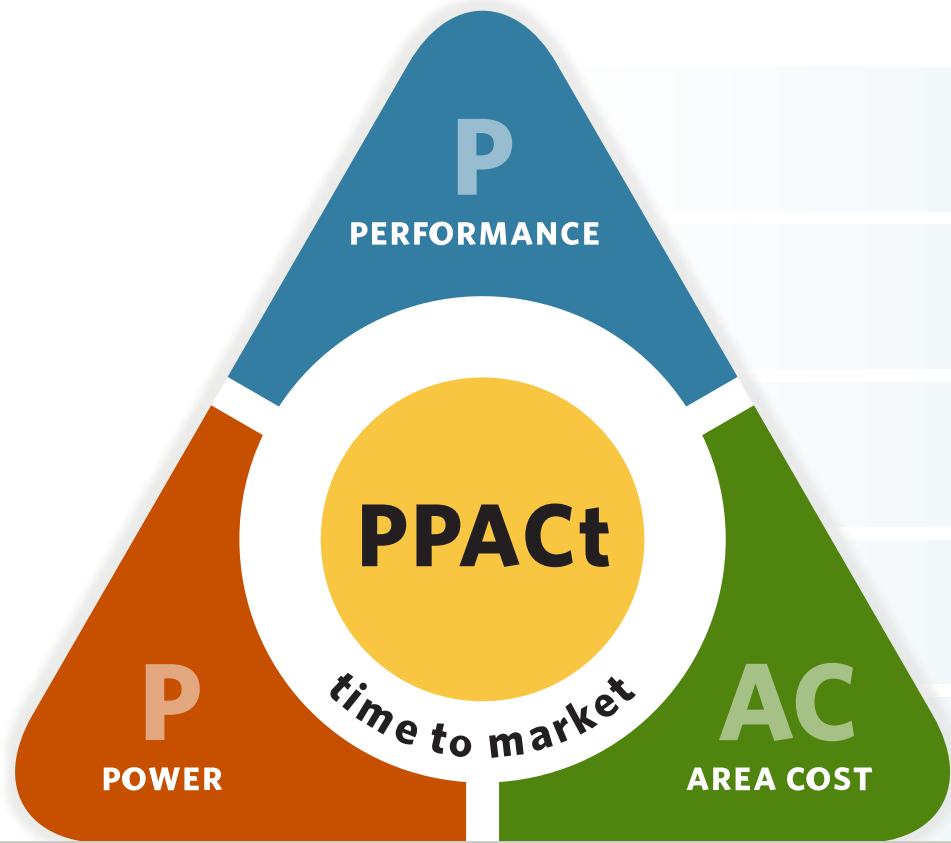 P
PERFORMANCE
PPACt
time to market
P
POWER
AC
AREA COST